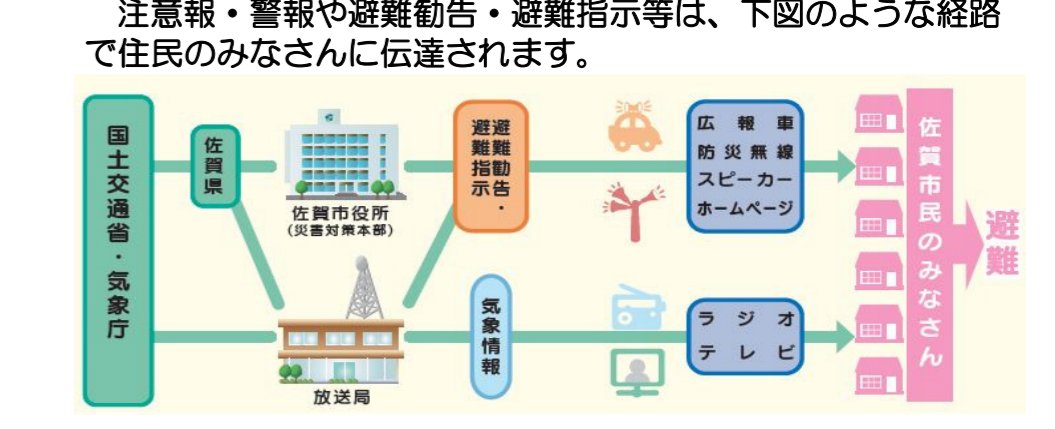 注意報・警報や避難勧告・避難指示等は、下図のような経路
で住民のみなさんに伝達されます。
国土交通省・気象庁
佐賀県
佐賀市役所
(災害対策本部)
放送局
避難勧告・
避難指示
気象情報
広報車
防災無線
スピーカー
ホームページ
ラジオ
テレビ
佐賀市民のみなさん
避難